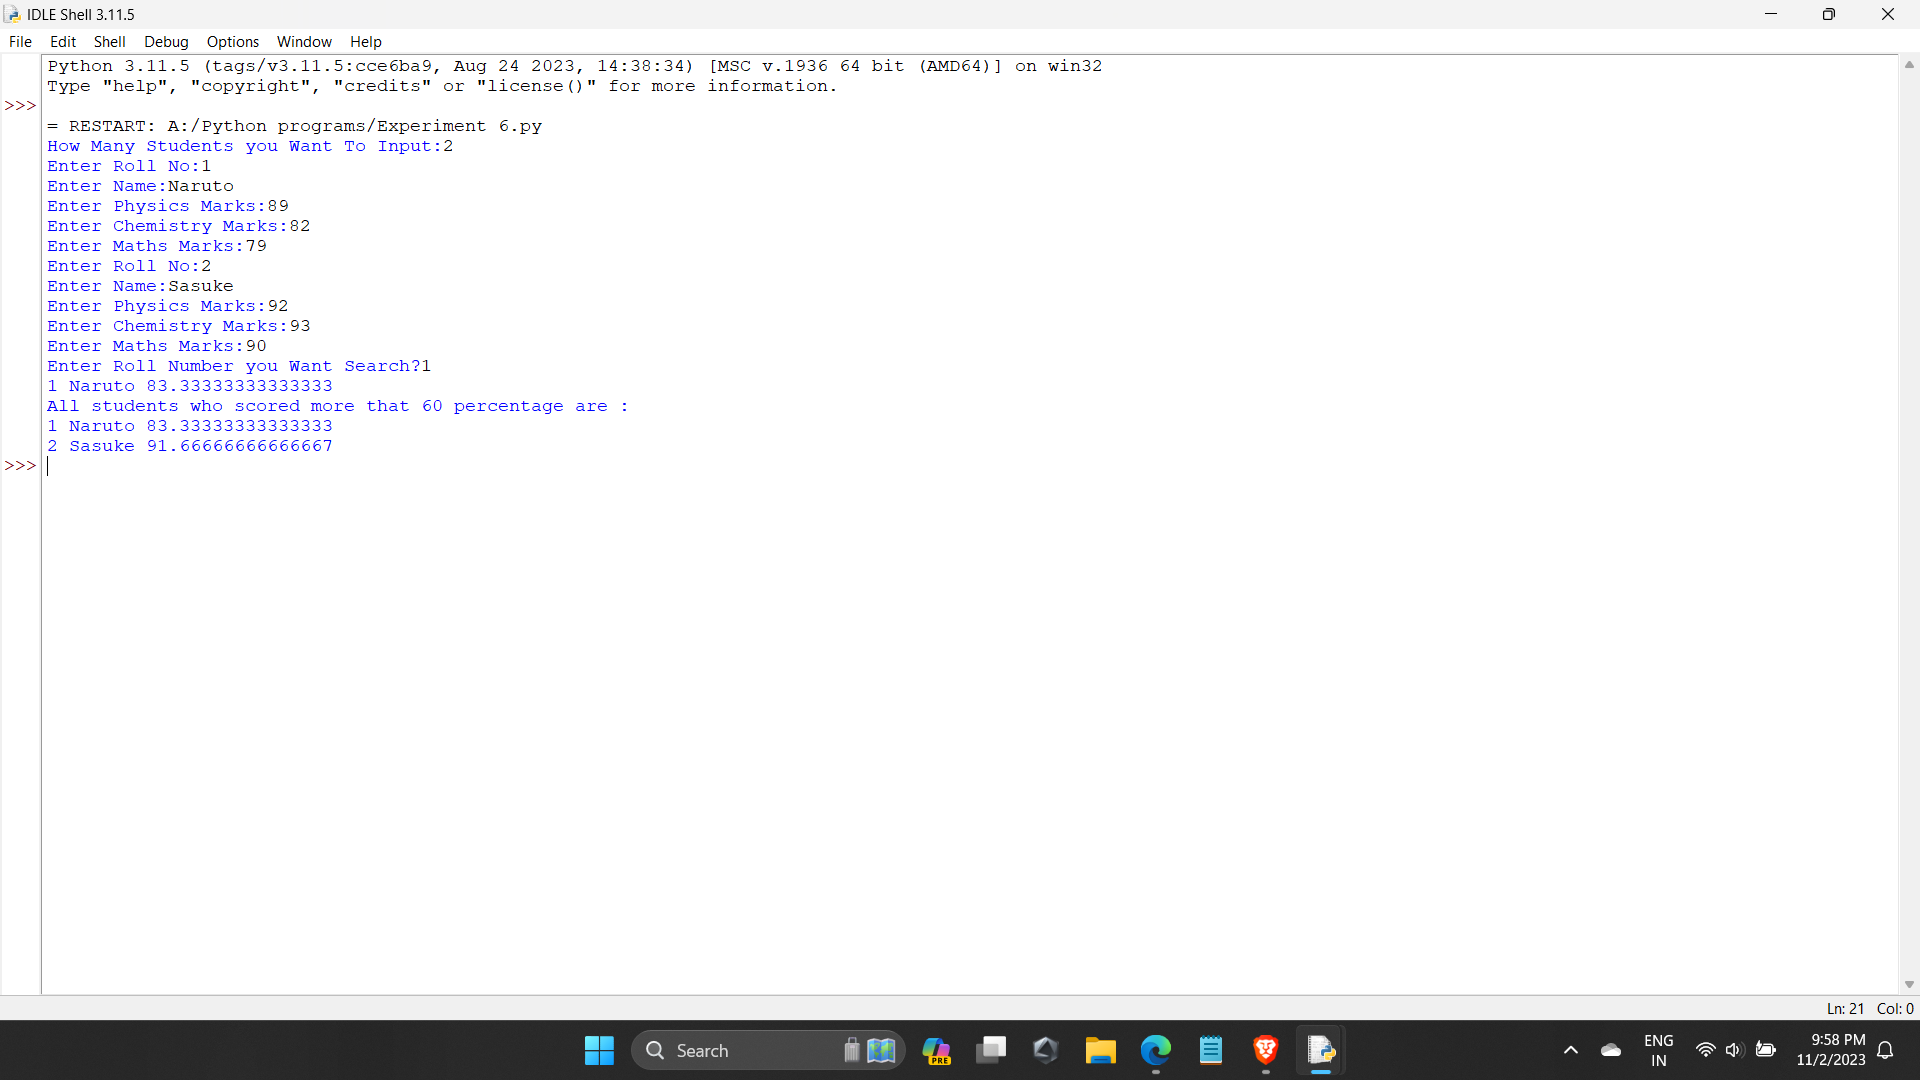 IDLE Shell 3.11.5
File Edit Shell Debug Options Window Help
Python 3.11.5 (tags/v3.11.5:cce6ba9, Aug 24 2023, 14:38:34) [MSC v.1936 64 bit (AMD64)] on win32
Type "help", "copyright", "credits" or "license()" for more information.
>>>
= RESTART: A:/Python programs/Experiment 6.py
How Many Students you Want To Input:2
Enter Roll No:1
Enter Name:Naruto
Enter Physics Marks:89
Enter Chemistry Marks:82
Enter Maths Marks:79
Enter Roll No:2
Enter Name:Sasuke
Enter Physics Marks:92
Enter Chemistry Marks:93
Enter Maths Marks:90
Enter Roll Number you Want Search?1
1 Naruto 83.33333333333333
All students who scored more that 60 percentage are :
1 Naruto 83.33333333333333
2 Sasuke 91.66666666666667
>>>
Ln: 21 Col: 0
Search
PRE
ENG
IN
9:58 PM
11/2/2023